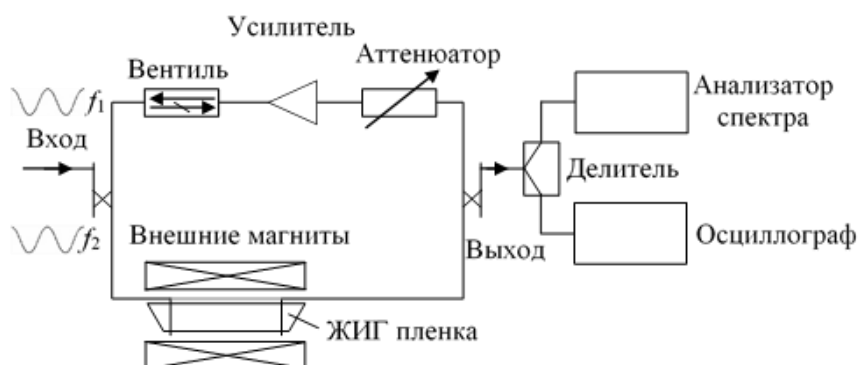 Усилитель
Вентиль
Аттенюатор
f1
Вход
Анализатор
спектра
Делитель
f2
Внешние магниты
Выход
Осциллограф
ЖИГ пленка